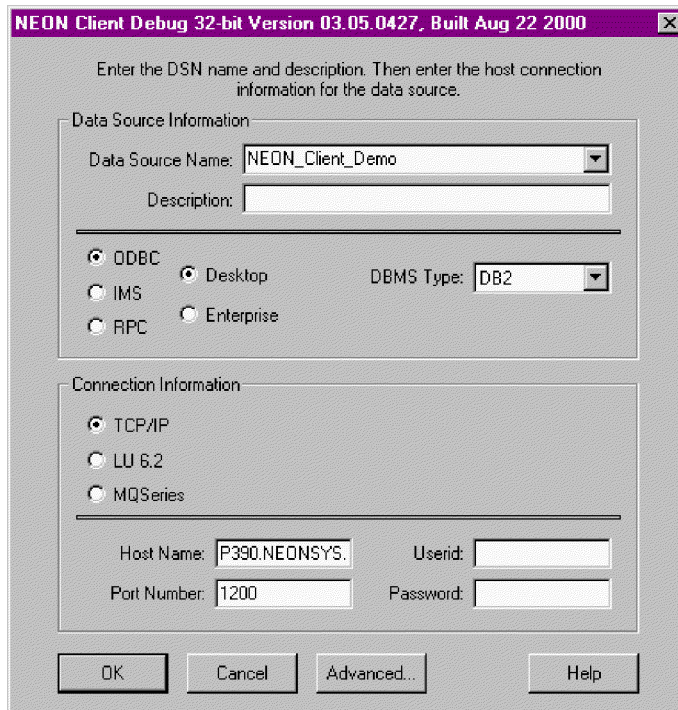 NEON Client Debug 32-bit Version 03.05.0427, Built Aug 22 2000
Enter the DSN name and description. Then enter the host connection
information for the data source.
Data Source Information
Data Source Name: NEON_Client_Demo
Description:
ODBC
Desktop
DBMS Type: DB2
IMS
Enterprise
RPC
Connection Information
TCP/IP
LU 6.2
MQSeries
Host Name: P390.NEONSYS. Userid:
Port Number: 1200 Password:
OK Cancel Advanced... Help